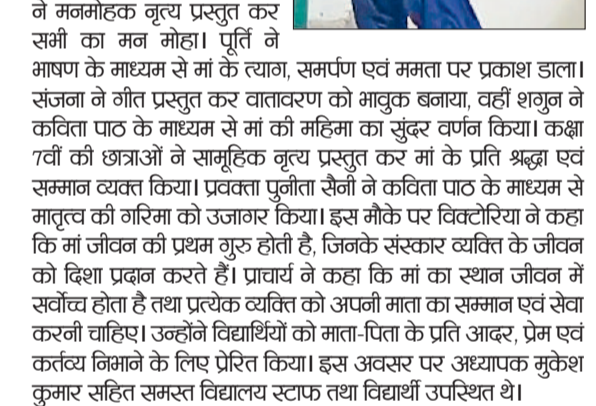 ने मनमोहक नृत्य प्रस्तुत कर
सभी का मन मोहा। पूर्ति ने
भाषण के माध्यम से मां के त्याग, समर्पण एवं ममता पर प्रकाश डाला।
संजना ने गीत प्रस्तुत कर वातावरण को भावुक बनाया, वहीं शगुन ने
कविता पाठ के माध्यम से मां की महिमा का सुंदर वर्णन किया। कक्षा
7वीं की छात्राओं ने सामूहिक नृत्य प्रस्तुत कर मां के प्रति श्रद्धा एवं
सम्मान व्यक्त किया। प्रवक्ता पुनीता सैनी ने कविता पाठ के माध्यम से
मातृत्व की गरिमा को उजागर किया। इस मौके पर विक्टोरिया ने कहा
कि मां जीवन की प्रथम गुरु होती है, जिनके संस्कार व्यक्ति के जीवन
को दिशा प्रदान करते हैं। प्राचार्य ने कहा कि मां का स्थान जीवन में
सर्वोच्च होता है तथा प्रत्येक व्यक्ति को अपनी माता का सम्मान एवं सेवा
करनी चाहिए। उन्होंने विद्यार्थियों को माता-पिता के प्रति आदर, प्रेम एवं
कर्तव्य निभाने के लिए प्रेरित किया। इस अवसर पर अध्यापक मुकेश
कुमार सहित समस्त विद्यालय स्टाफ तथा विद्यार्थी उपस्थित थे।